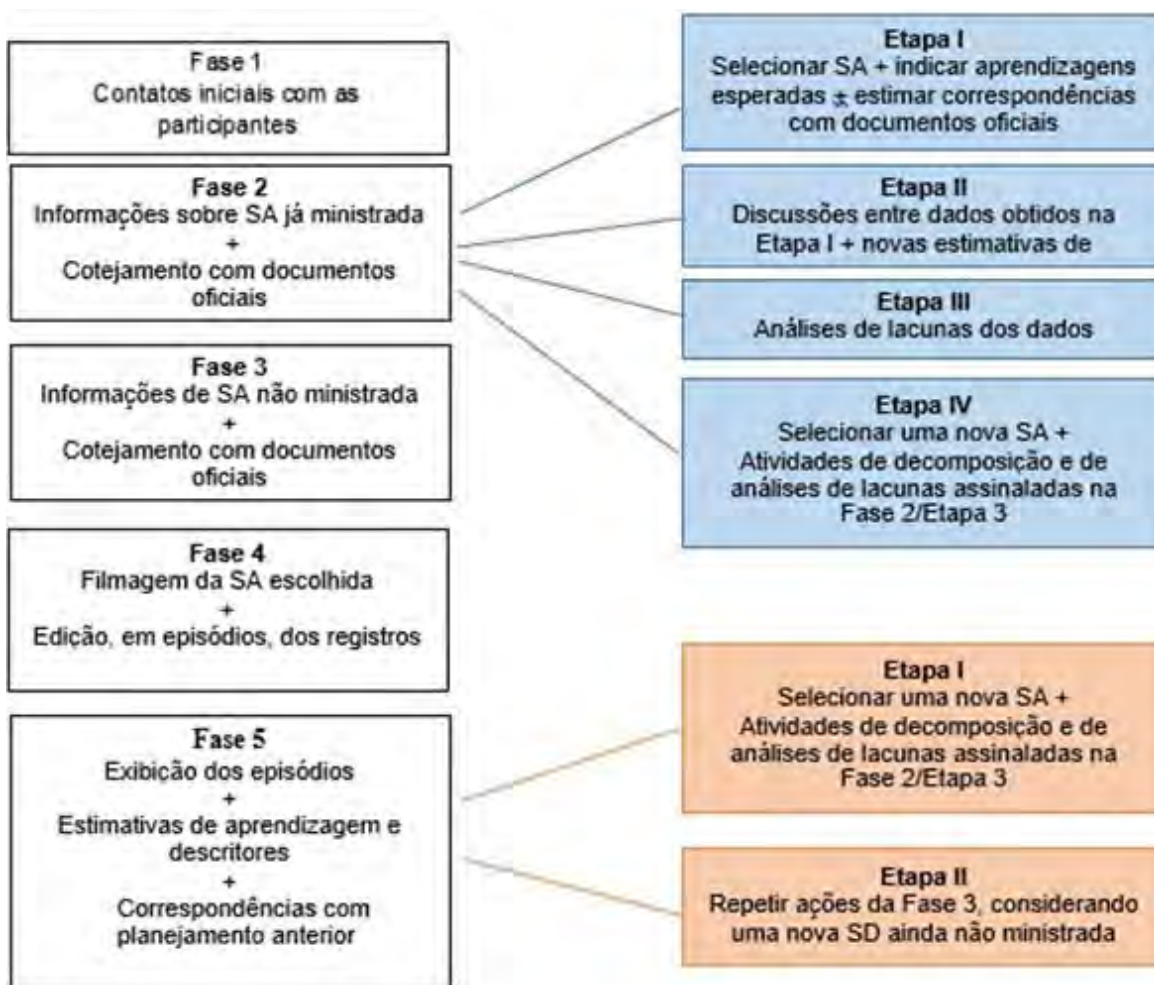 Fase 1
Contatos iniciais com as
participantes
Fase 2
Informações sobre SA já ministrada
+
Cotejamento com documentos
oficiais
Fase 3
Informações de SA não ministrada
+
Cotejamento com documentos
oficiais
Fase 4
Filmagem da SA escolhida
+
Edição, em episódios, dos registros
Fase 5
Exibição dos episódios
+
Estimativas de aprendizagem e
descritores
+
Correspondências com
planejamento anterior
Etapa I
Selecionar SA + indicar aprendizagens
esperadas ± estimar correspondências
com documentos oficiais
Etapa II
Discussões entre dados obtidos na
Etapa I + novas estimativas de
Etapa III
Análises de lacunas dos dados
Etapa IV
Selecionar uma nova SA +
Atividades de decomposição e de
análises de lacunas assinaladas na
Fase 2/Etapa 3
Etapa I
Selecionar uma nova SA +
Atividades de decomposição e de
análises de lacunas assinaladas na
Fase 2/Etapa 3
Etapa II
Repetir ações da Fase 3, considerando
uma nova SD ainda não ministrada